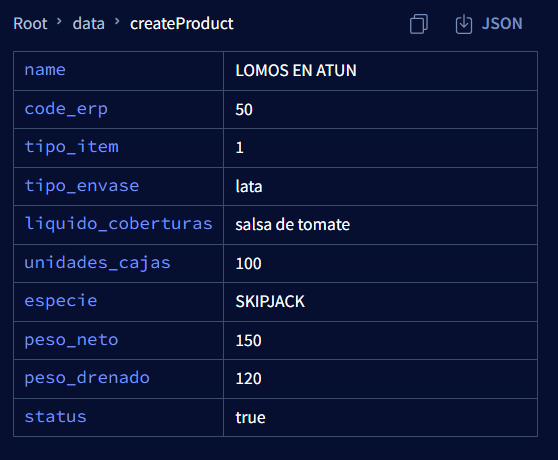 Root > data > createProduct JSON
name LOMOS EN ATUN
code_erp 50
tipo_item 1
tipo_envase lata
liquido_coberturas salsa de tomate
unidades_cajas 100
especie SKIPJACK
peso_neto 150
peso_drenado 120
status true